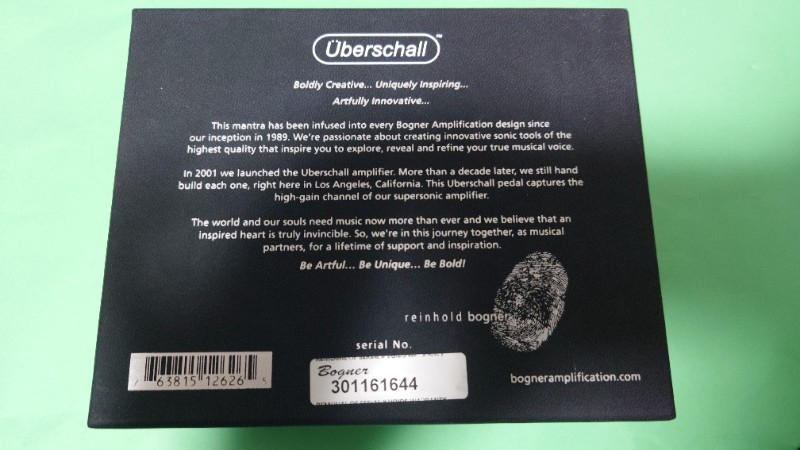 Überschall™
Boldly Creative... Uniquely Inspiring...
Artfully Innovative...
This mantra has been infused into every Bogner Amplification design since
our inception in 1989. We're passionate about creating innovative sonic tools of the
highest quality that inspire you to explore, reveal and refine your true musical voice.
In 2001 we launched the Uberschall amplifier. More than a decade later, we still hand
build each one, right here in Los Angeles, California. This Uberschall pedal captures the
high-gain channel of our supersonic amplifier.
The world and our souls need music now more than ever and we believe that an
inspired heart is truly invincible. So, we're in this journey together, as musical
partners, for a lifetime of support and inspiration.
Be Artful... Be Unique... Be Bold!
reinhold bogner
serial No.
Bogner
301161644
7 63815 12626 5
bogneramplification.com